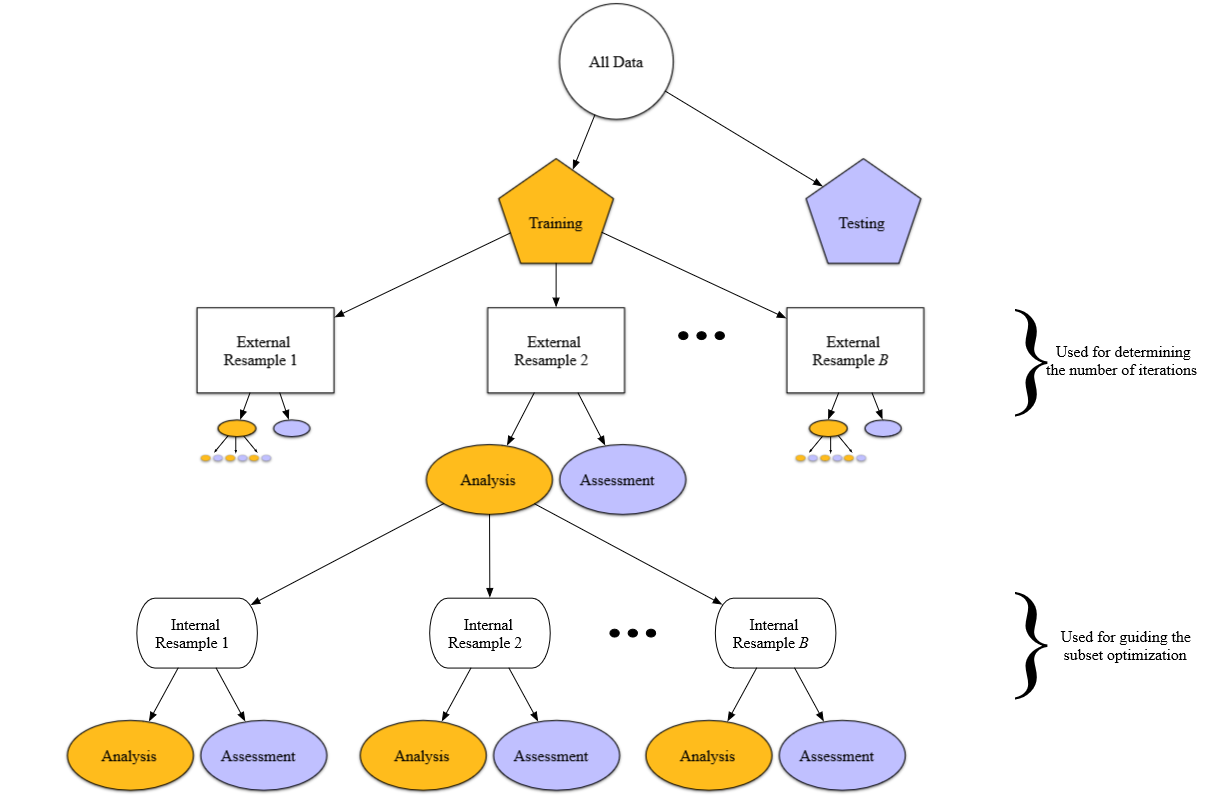 All Data
Training
Testing
External
Resample 1
External
Resample 2
External
Resample B
Used for determining
the number of iterations
Analysis
Assessment
Internal
Resample 1
Internal
Resample 2
Internal
Resample B
Used for guiding the
subset optimization
Analysis
Assessment
Analysis
Assessment
Analysis
Assessment